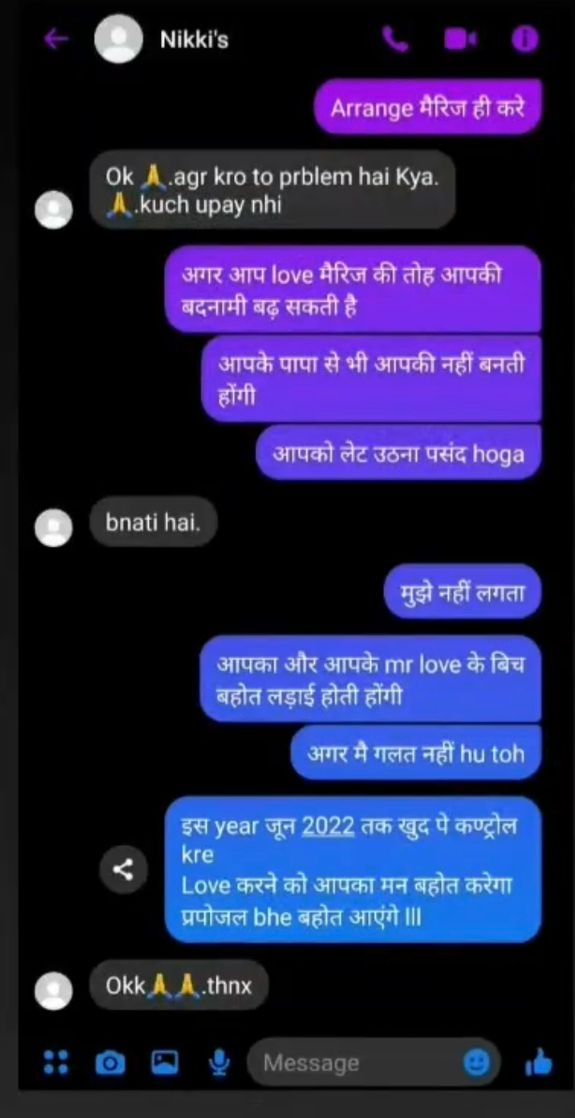 Nikki's
Arrange मैरिज ही करे
Ok 🙏.agr kro to prblem hai Kya.
🙏.kuch upay nhi
अगर आप love मैरिज की तोह आपकी
बदनामी बढ़ सकती है
आपके पापा से भी आपकी नहीं बनती
होंगी
आपको लेट उठना पसंद hoga
bnati hai.
मुझे नहीं लगता
आपका और आपके mr love के बिच
बहोत लड़ाई होती होंगी
अगर मै गलत नहीं hu toh
इस year जून 2022 तक खुद पे कण्ट्रोल
kre
Love करने को आपका मन बहोत करेगा
प्रपोजल bhe बहोत आएंगे lll
Okk🙏🙏.thnx
Message